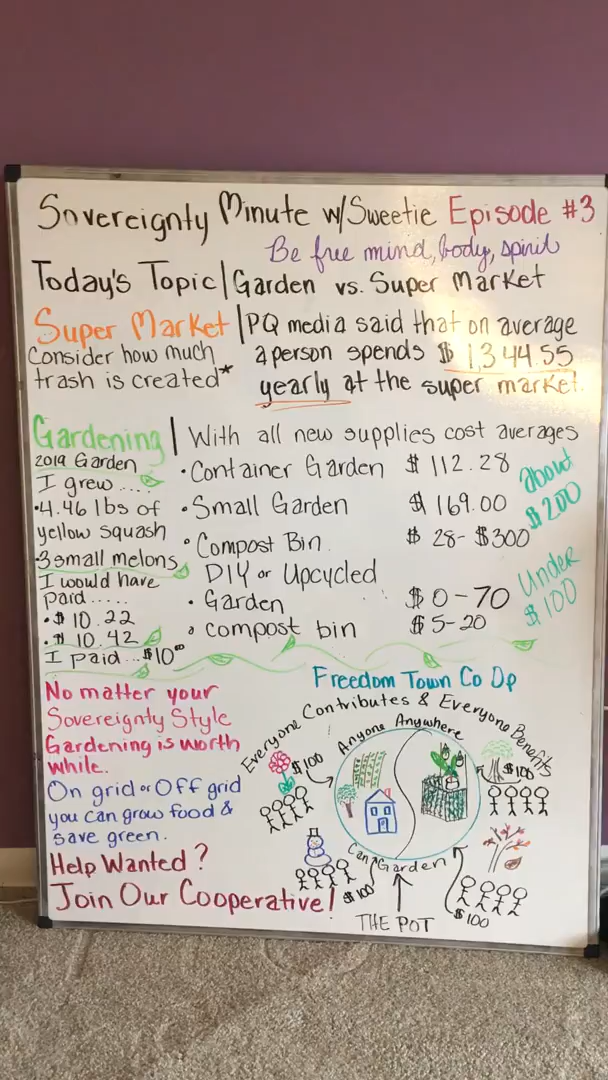 Sovereignty Minute w/Sweetie Episode #3
Be free mind, body, spirit
Today's Topic | Garden vs. Super Market
Super Market | PQ media said that on average
a person spends $ 1,344.55
yearly at the super market.
Consider how much
trash is created*
Gardening | With all new supplies cost averages
• Container Garden $ 112.28
• Small Garden $ 169.00
• Compost Bin $ 28 - $300
about
$200
DIY or Upcycled
• Garden $ 0 - 70
• compost bin $ 5-20
Under
$100
2019 Garden
I grew.....
• 4.46 lbs of
yellow squash
• 3 small melons
I would have
paid.....
• $ 10.22
• $ 10.42
I paid...$10⁰⁰
No matter your
Sovereignty Style
Gardening is worth
while.
On grid or Off grid
you can grow food &
save green.
Help Wanted?
Join Our Cooperative!
Freedom Town Co Op
Everyone Contributes & Everyone Benefits
Anyone Anywhere
Can Garden
$100
$100
$100
$100
THE POT